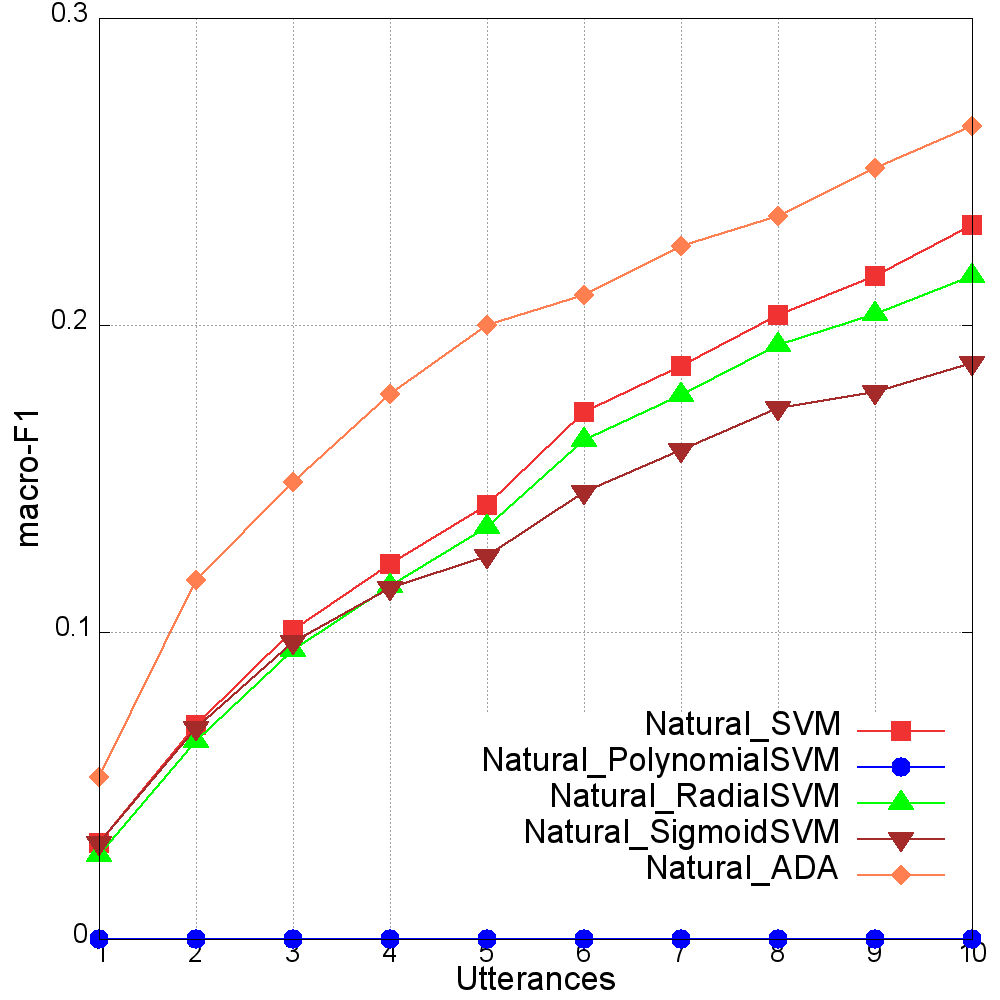 0.3
0.2
0.1
0
macro-F1
Natural_SVM
Natural_PolynomialSVM
Natural_RadialSVM
Natural_SigmoidSVM
Natural_ADA
1 2 3 4 5 6 7 8 9 10
Utterances